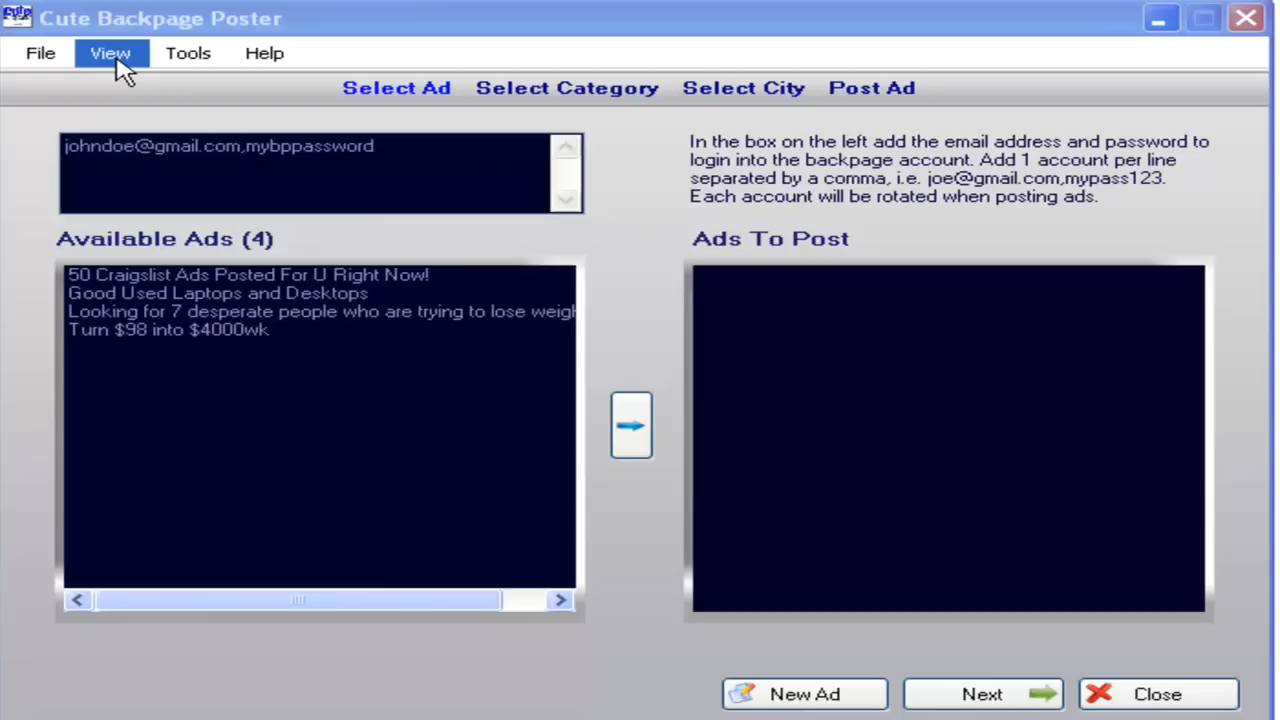 Cute Backpage Poster
File View Tools Help
Select Ad Select Category Select City Post Ad
johndoe@gmail.com,mybppassword
In the box on the left add the email address and password to
login into the backpage account. Add 1 account per line
separated by a comma, i.e. joe@gmail.com,mypass123.
Each account will be rotated when posting ads.
Available Ads (4)
50 Craigslist Ads Posted For U Right Now!
Good Used Laptops and Desktops
Looking for 7 desperate people who are trying to lose weigh
Turn $98 into $4000wk
Ads To Post
New Ad Next Close